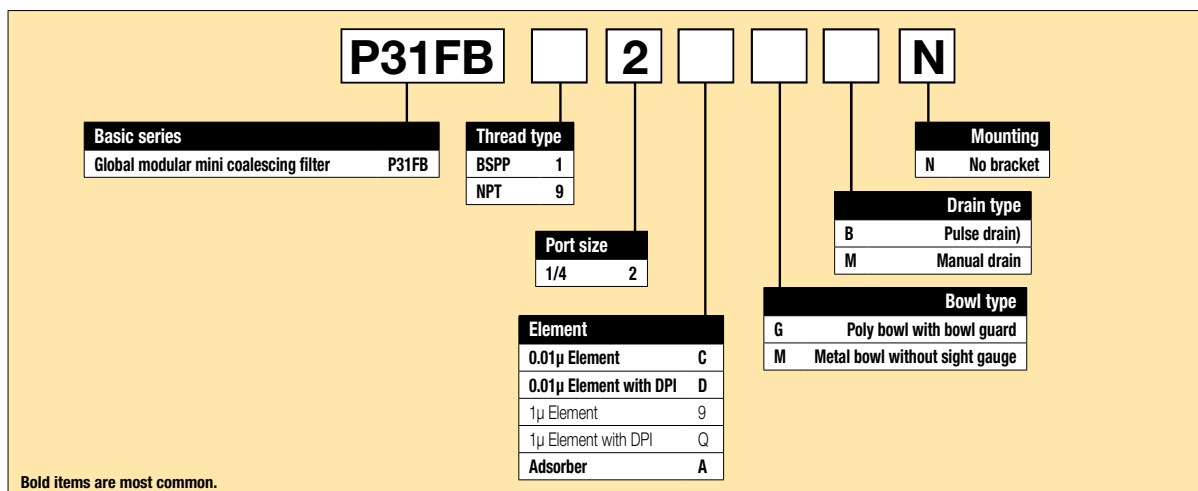 P31FB 2 N
Basic series
Global modular mini coalescing filter P31FB
Thread type
BSPP 1
NPT 9
Port size
1/4 2
Element
0.01µ Element C
0.01µ Element with DPI D
1µ Element 9
1µ Element with DPI Q
Adsorber A
Bowl type
G Poly bowl with bowl guard
M Metal bowl without sight gauge
Drain type
B Pulse drain)
M Manual drain
Mounting
N No bracket
Bold items are most common.